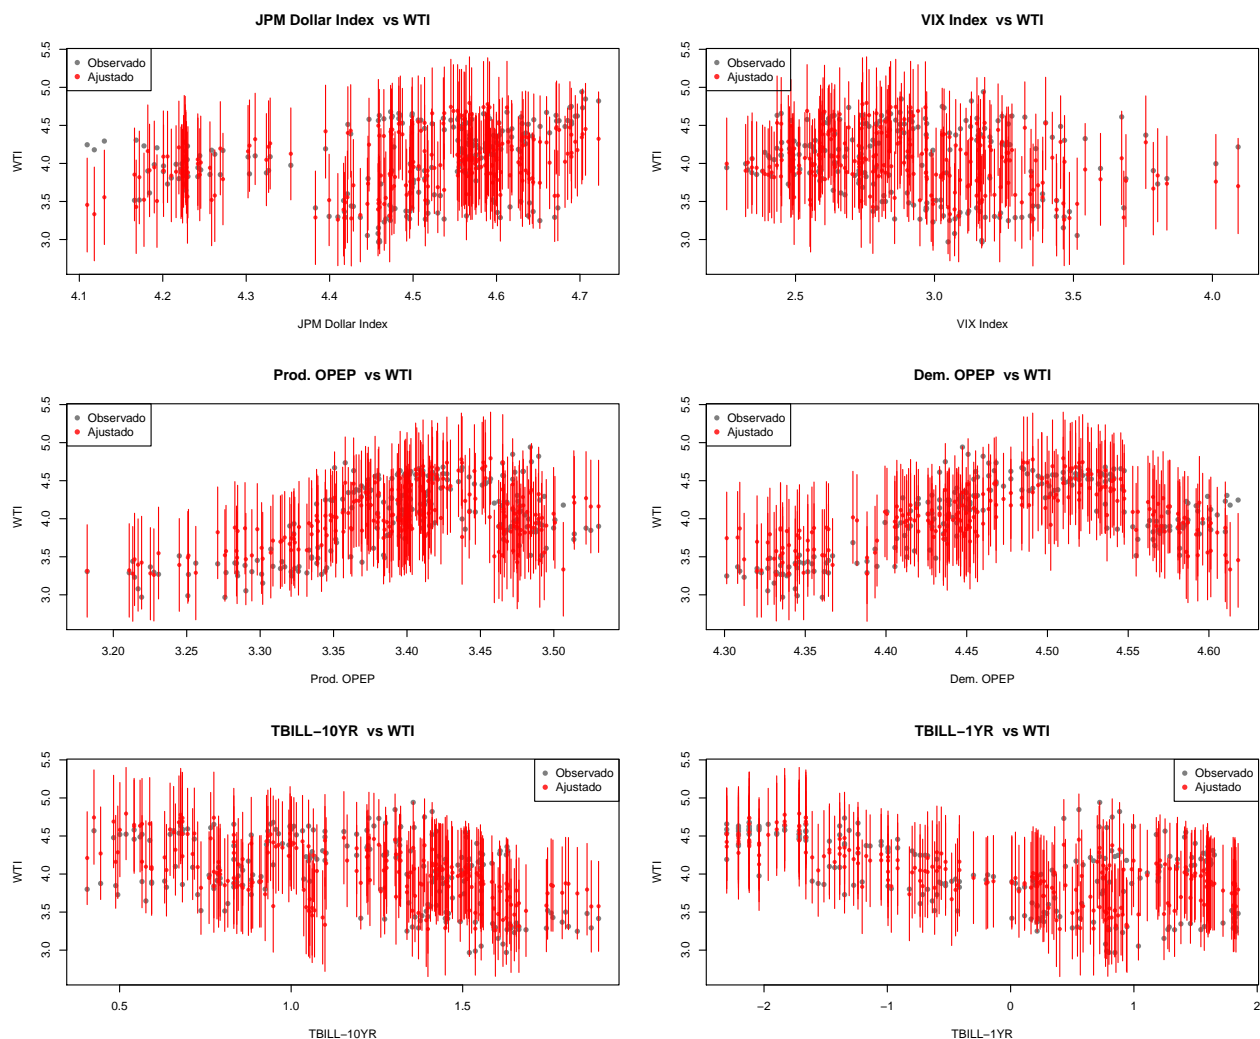 JPM Dollar Index vs WTI
Observado
Ajustado
WTI
3.0 3.5 4.0 4.5 5.0 5.5
4.1 4.2 4.3 4.4 4.5 4.6 4.7
JPM Dollar Index
VIX Index vs WTI
Observado
Ajustado
WTI
3.0 3.5 4.0 4.5 5.0 5.5
2.5 3.0 3.5 4.0
VIX Index
Prod. OPEP vs WTI
Observado
Ajustado
WTI
3.0 3.5 4.0 4.5 5.0 5.5
3.20 3.25 3.30 3.35 3.40 3.45 3.50
Prod. OPEP
Dem. OPEP vs WTI
Observado
Ajustado
WTI
3.0 3.5 4.0 4.5 5.0 5.5
4.30 4.35 4.40 4.45 4.50 4.55 4.60
Dem. OPEP
TBILL−10YR vs WTI
Observado
Ajustado
WTI
3.0 3.5 4.0 4.5 5.0 5.5
0.5 1.0 1.5
TBILL−10YR
TBILL−1YR vs WTI
Observado
Ajustado
WTI
3.0 3.5 4.0 4.5 5.0 5.5
−2 −1 0 1 2
TBILL−1YR